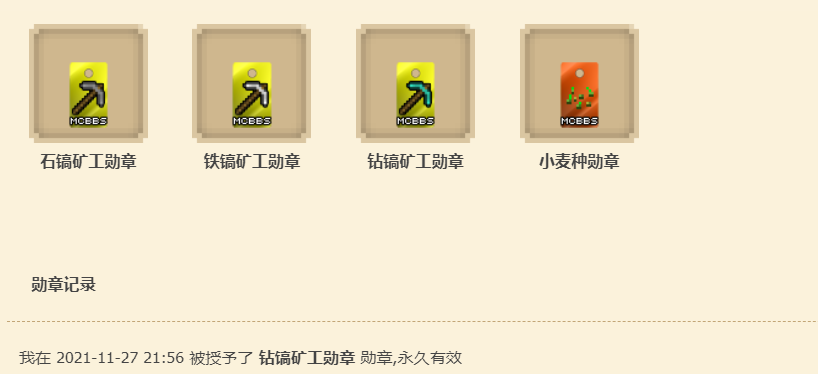 MCBBS MCBBS MCBBS MCBBS
石镐矿工勋章 铁镐矿工勋章 钻镐矿工勋章 小麦种勋章
勋章记录
我在 2021-11-27 21:56 被授予了 钻镐矿工勋章 勋章,永久有效